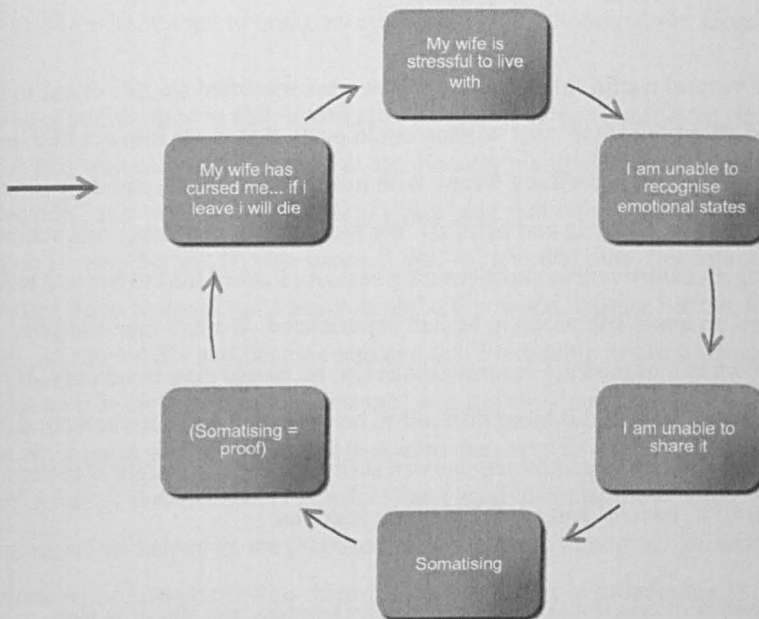 My wife has
cursed me... if i
leave i will die
My wife is
stressful to live
with
I am unable to
recognise
emotional states
I am unable to
share it
Somatising
(Somatising =
proof)